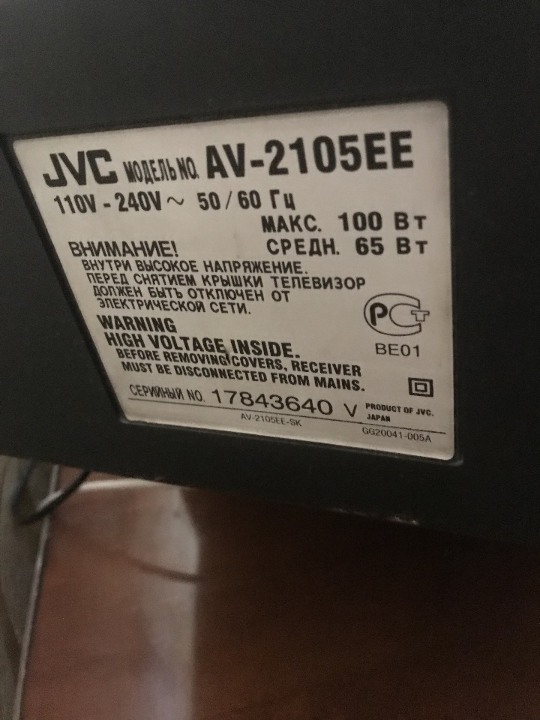 JVC МОДЕЛЬ NO. AV-2105EE
110V - 240V ~ 50 / 60 Гц
МАКС. 100 Вт
СРЕДН. 65 Вт
ВНИМАНИЕ!
ВНУТРИ ВЫСОКОЕ НАПРЯЖЕНИЕ.
ПЕРЕД СНЯТИЕМ КРЫШКИ ТЕЛЕВИЗОР
ДОЛЖЕН БЫТЬ ОТКЛЮЧЕН ОТ
ЭЛЕКТРИЧЕСКОЙ СЕТИ.
РСТ
BE01
WARNING
HIGH VOLTAGE INSIDE.
BEFORE REMOVING COVERS, RECEIVER
MUST BE DISCONNECTED FROM MAINS.
СЕРИЙНЫЙ NO. 17843640 V
PRODUCT OF JVC.
JAPAN
AV-2105EE-SK
GG20041-005A